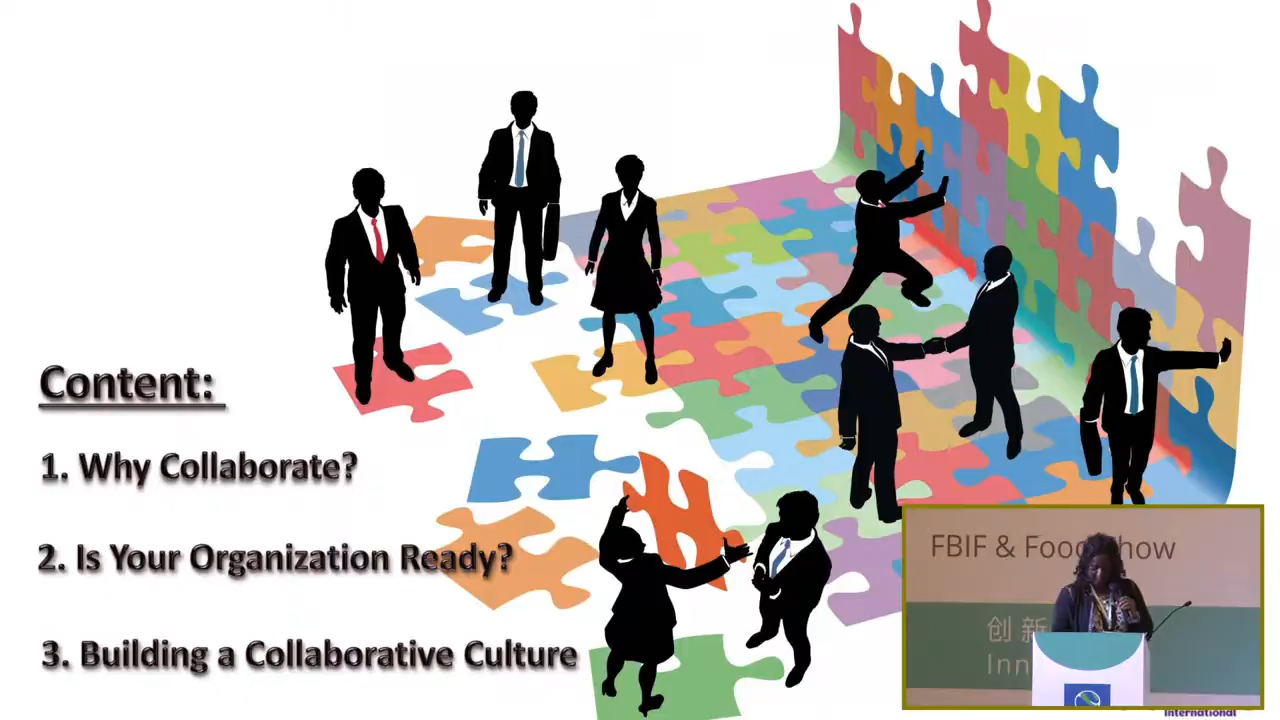 Content:
1. Why Collaborate?
2. Is Your Organization Ready?
3. Building a Collaborative Culture
FBIF & Food Show
创新
Inn
International